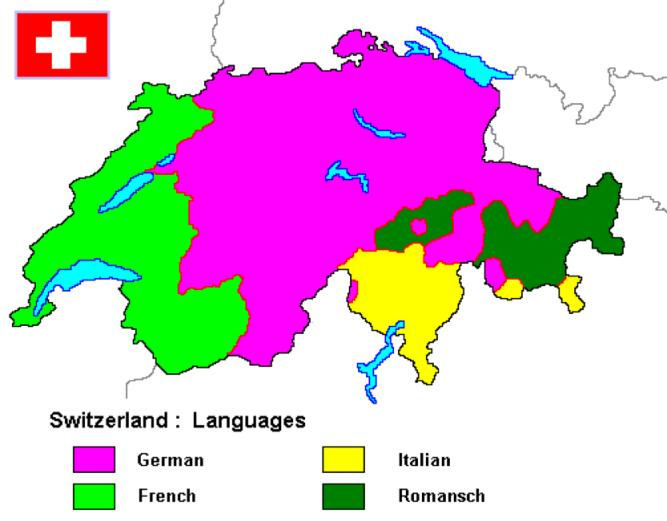 Switzerland : Languages
German
Italian
French
Romansch